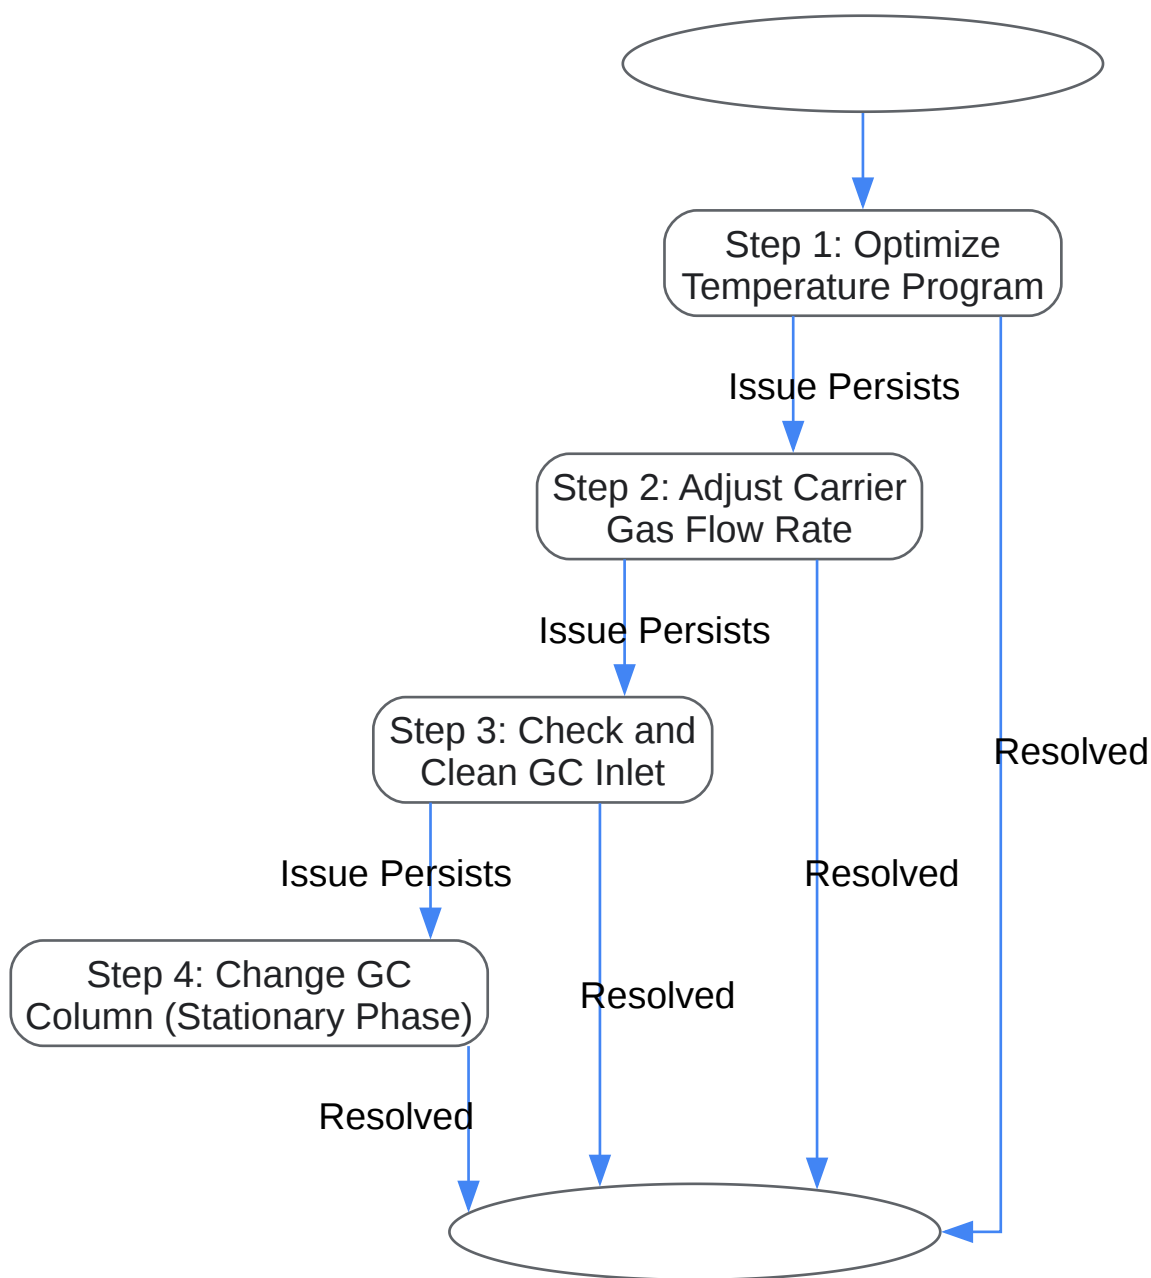 Step 1: Optimize
Temperature Program
Issue Persists
Step 2: Adjust Carrier
Gas Flow Rate
Issue Persists
Step 3: Check and
Clean GC Inlet
Resolved
Issue Persists
Resolved
Step 4: Change GC
Column (Stationary Phase)
Resolved
Resolved